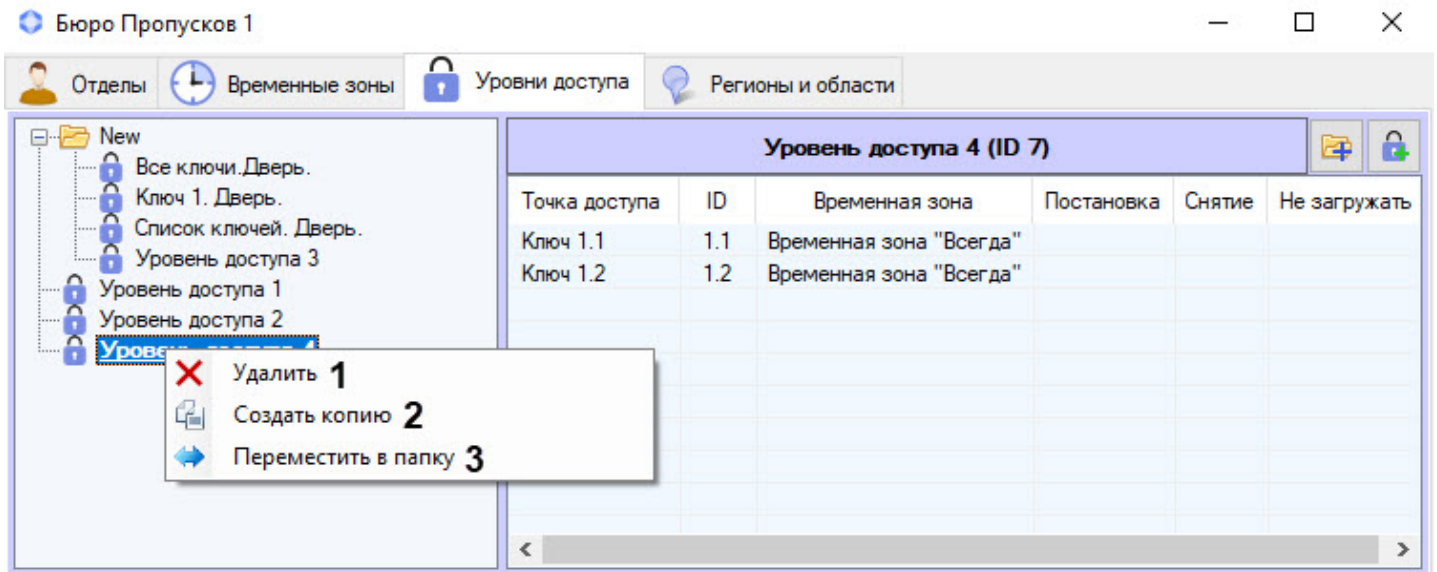 Бюро Пропусков 1
Отделы Временные зоны Уровни доступа Регионы и области
New
Все ключи.Дверь.
Ключ 1. Дверь.
Список ключей. Дверь.
Уровень доступа 3
Уровень доступа 1
Уровень доступа 2
Уровень доступа 4
Удалить 1
Создать копию 2
Переместить в папку 3
Уровень доступа 4 (ID 7)
Точка доступа ID Временная зона Постановка Снятие Не загружать
Ключ 1.1 1.1 Временная зона "Всегда"
Ключ 1.2 1.2 Временная зона "Всегда"